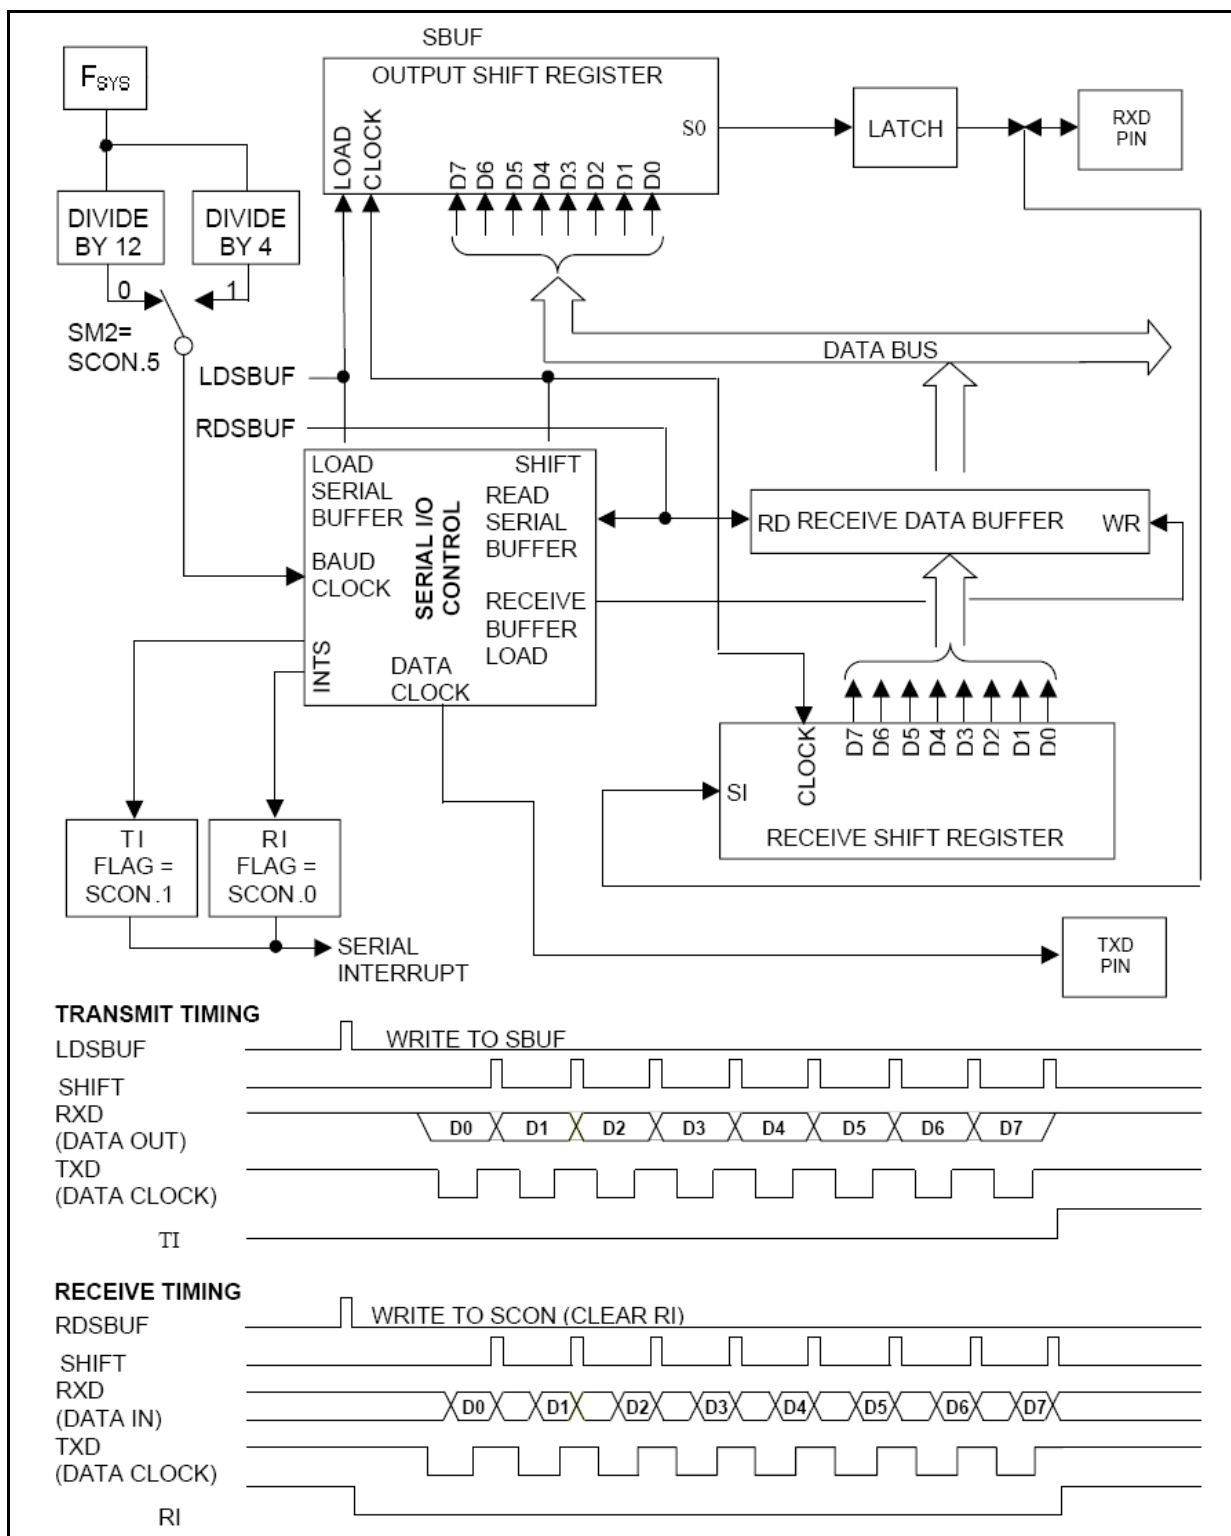 SBUF
F_SYS
OUTPUT SHIFT REGISTER
LOAD
CLOCK
D7
D6
D5
D4
D3
D2
D1
D0
S0
LATCH
RXD
PIN
DIVIDE
BY 12
DIVIDE
BY 4
0
1
SM2=
SCON.5
DATA BUS
LDSBUF
RDSBUF
LOAD
SERIAL
BUFFER
BAUD
CLOCK
INTS
SERIAL I/O
CONTROL
SHIFT
READ
SERIAL
BUFFER
RECEIVE
BUFFER
LOAD
DATA
CLOCK
RD
RECEIVE DATA BUFFER
WR
SI
CLOCK
D7
D6
D5
D4
D3
D2
D1
D0
RECEIVE SHIFT REGISTER
TI
FLAG =
SCON.1
RI
FLAG =
SCON.0
SERIAL
INTERRUPT
TXD
PIN
TRANSMIT TIMING
LDSBUF
WRITE TO SBUF
SHIFT
RXD
(DATA OUT)
D0 D1 D2 D3 D4 D5 D6 D7
TXD
(DATA CLOCK)
TI
RECEIVE TIMING
RDSBUF
WRITE TO SCON (CLEAR RI)
SHIFT
RXD
(DATA IN)
D0 D1 D2 D3 D4 D5 D6 D7
TXD
(DATA CLOCK)
RI